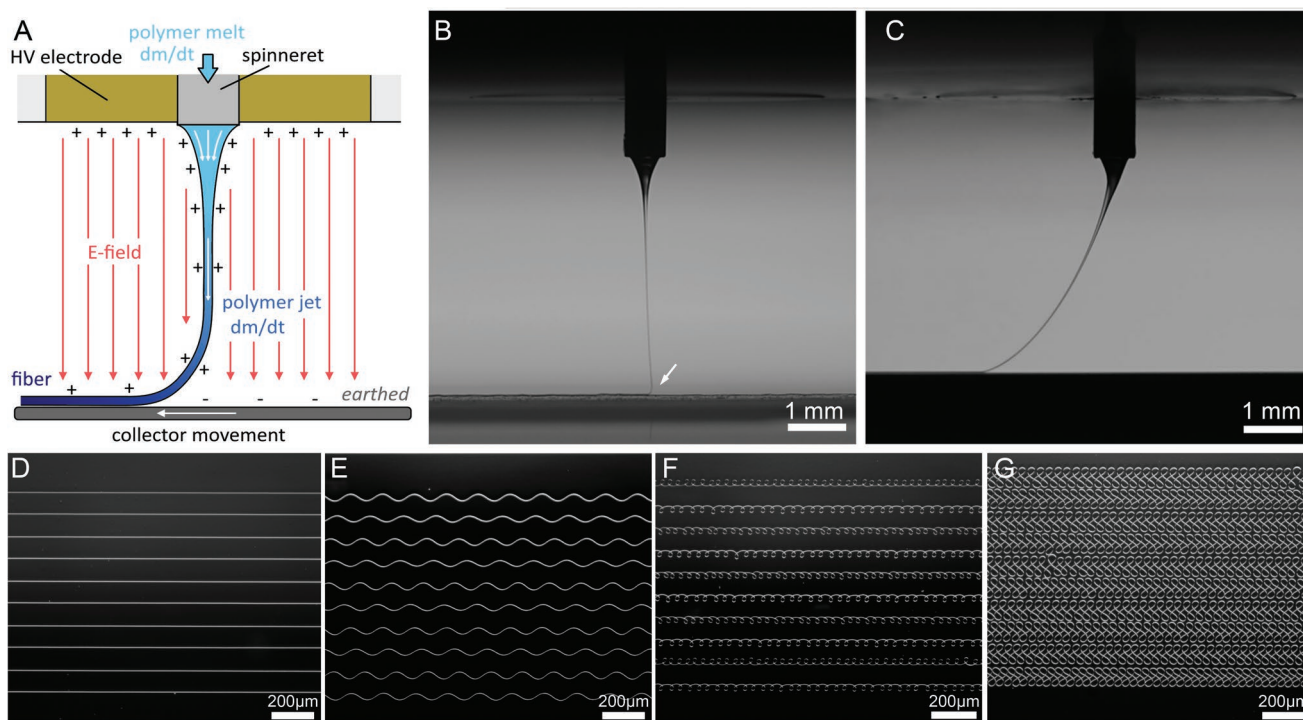 A
polymer melt
dm/dt
HV electrode
spinneret
+ + + + + + + +
+ +
+ +
+ +
E-field
+ +
polymer jet
dm/dt
+ +
fiber
+ +
- - -
earthed
collector movement
B
1 mm
C
1 mm
D
200μm
E
200μm
F
200μm
G
200μm